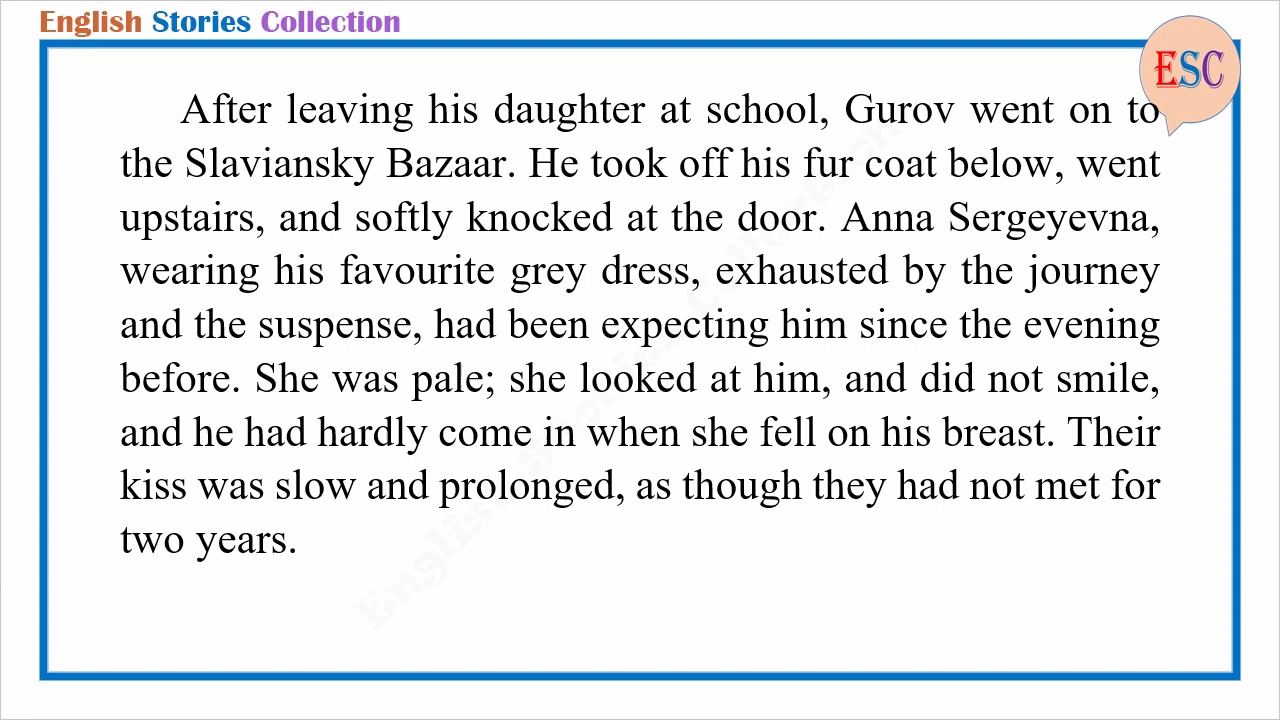 English Stories Collection
ESC
After leaving his daughter at school, Gurov went on to
the Slaviansky Bazaar. He took off his fur coat below, went
upstairs, and softly knocked at the door. Anna Sergeyevna,
wearing his favourite grey dress, exhausted by the journey
and the suspense, had been expecting him since the evening
before. She was pale; she looked at him, and did not smile,
and he had hardly come in when she fell on his breast. Their
kiss was slow and prolonged, as though they had not met for
two years.
English Stories Collection